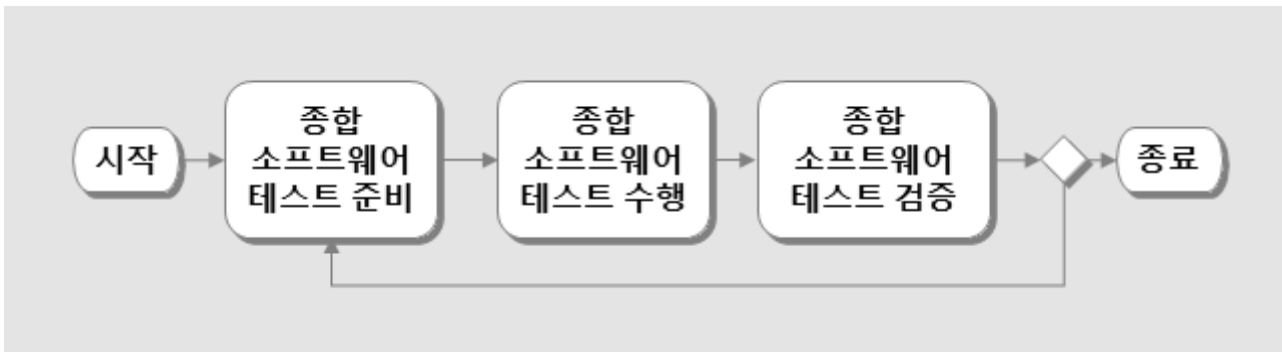 시작
종합
소프트웨어
테스트 준비
종합
소프트웨어
테스트 수행
종합
소프트웨어
테스트 검증
종료